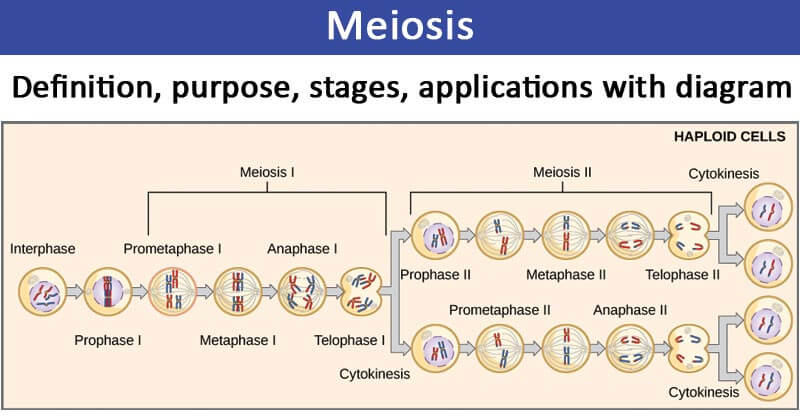 Meiosis
Definition, purpose, stages, applications with diagram
HAPLOID CELLS
Meiosis I
Meiosis II
Cytokinesis
Interphase
Prometaphase I
Anaphase I
Prophase II
Metaphase II
Telophase II
Prophase I
Metaphase I
Telophase I
Prometaphase II
Anaphase II
Cytokinesis
Cytokinesis